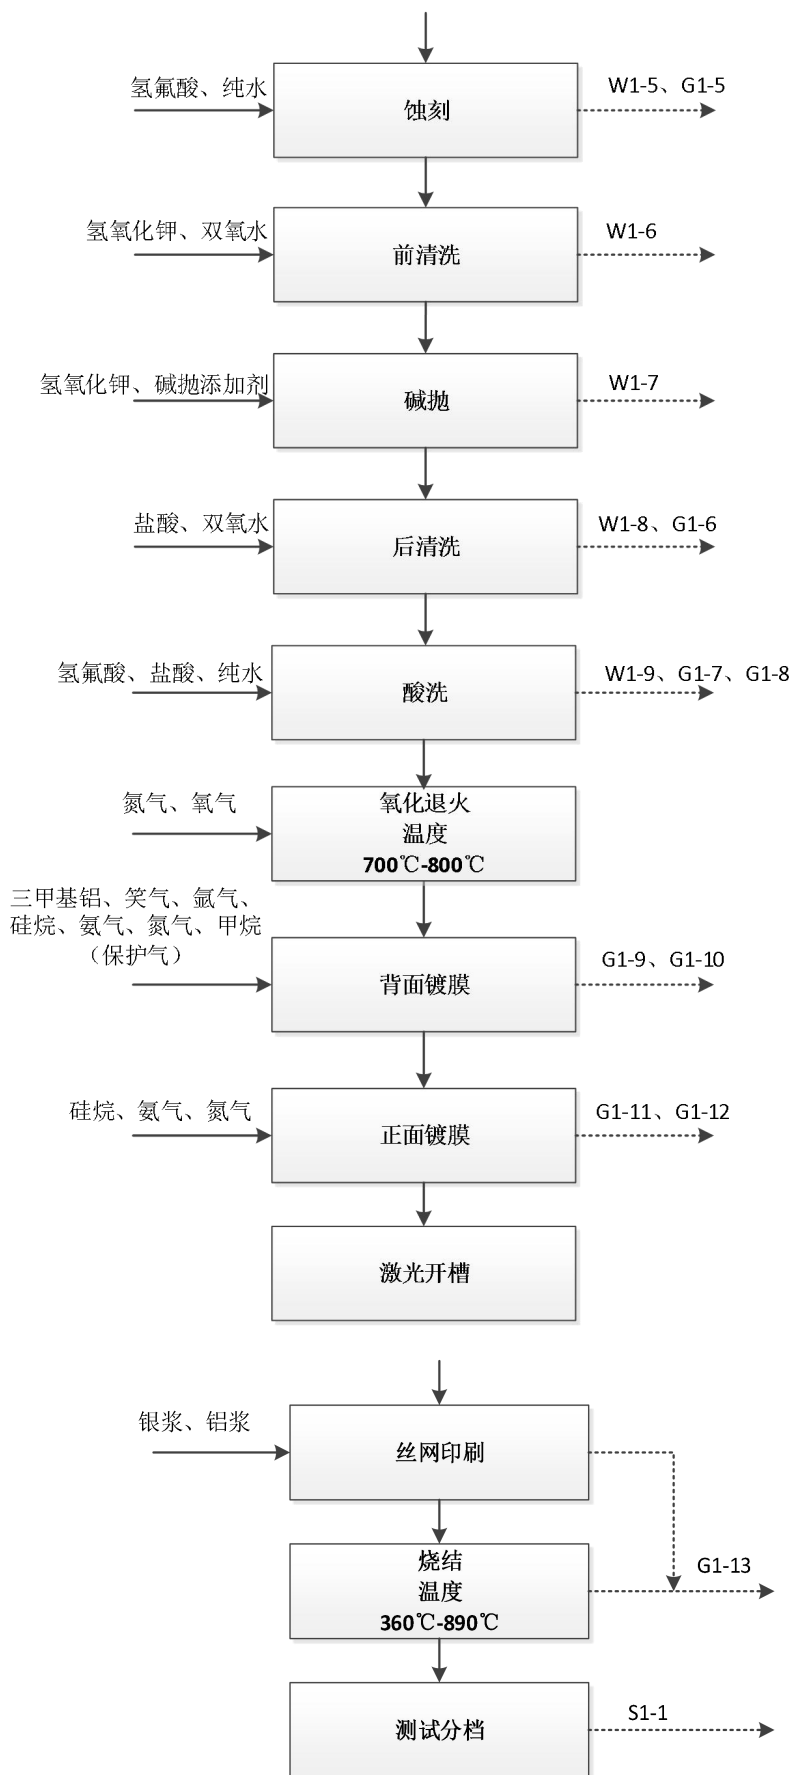 氢氟酸、纯水
蚀刻
W1-5、G1-5
氢氧化钾、双氧水
前清洗
W1-6
氢氧化钾、碱抛添加剂
碱抛
W1-7
盐酸、双氧水
后清洗
W1-8、G1-6
氢氟酸、盐酸、纯水
酸洗
W1-9、G1-7、G1-8
氮气、氧气
氧化退火
温度
700℃-800℃
三甲基铝、笑气、氩气、
硅烷、氨气、氮气、甲烷
（保护气）
背面镀膜
G1-9、G1-10
硅烷、氨气、氮气
正面镀膜
G1-11、G1-12
激光开槽
银浆、铝浆
丝网印刷
烧结
温度
360℃-890℃
G1-13
测试分档
S1-1